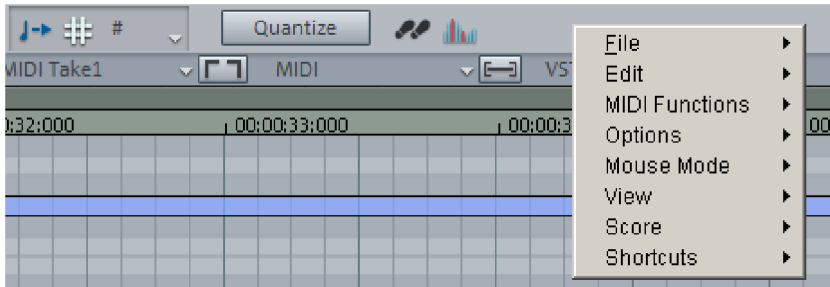 # Quantize
MIDI Take1 MIDI VS
0:32:000 00:00:33:000 00:00:3 00
File
Edit
MIDI Functions
Options
Mouse Mode
View
Score
Shortcuts